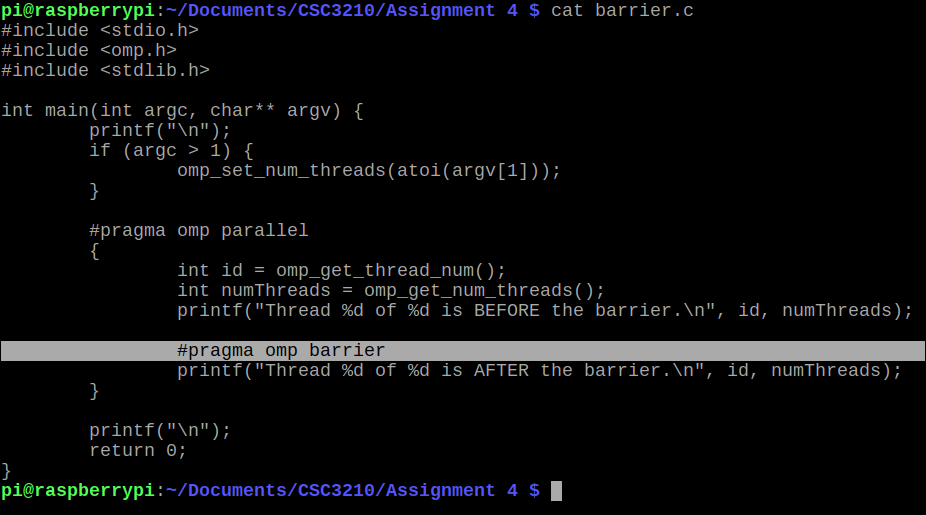 pi@raspberrypi:~/Documents/CSC3210/Assignment 4 $ cat barrier.c
#include <stdio.h>
#include <omp.h>
#include <stdlib.h>

int main(int argc, char** argv) {
        printf("\n");
        if (argc > 1) {
                omp_set_num_threads(atoi(argv[1]));
        }

        #pragma omp parallel
        {
                int id = omp_get_thread_num();
                int numThreads = omp_get_num_threads();
                printf("Thread %d of %d is BEFORE the barrier.\n", id, numThreads);

                #pragma omp barrier
                printf("Thread %d of %d is AFTER the barrier.\n", id, numThreads);
        }

        printf("\n");
        return 0;
}
pi@raspberrypi:~/Documents/CSC3210/Assignment 4 $